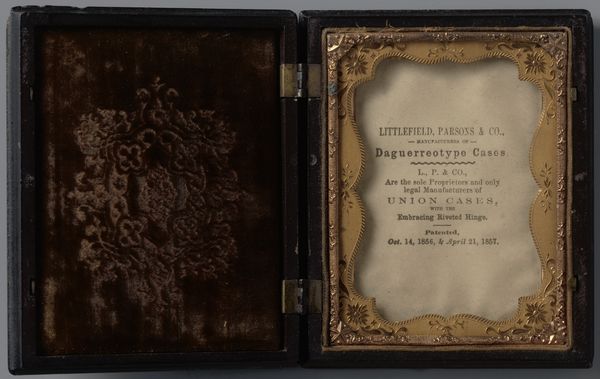 LITTLEFIELD, PARSONS & CO.,
— MANUFACTURERS OF —
Daguerreotype Cases.
L., P. & CO.,
Are the sole Proprietors and only
legal Manufacturers of
UNION CASES,
WITH THE
Embracing Riveted Hinge.
Patented,
Oct. 14, 1856, & April 21, 1857.